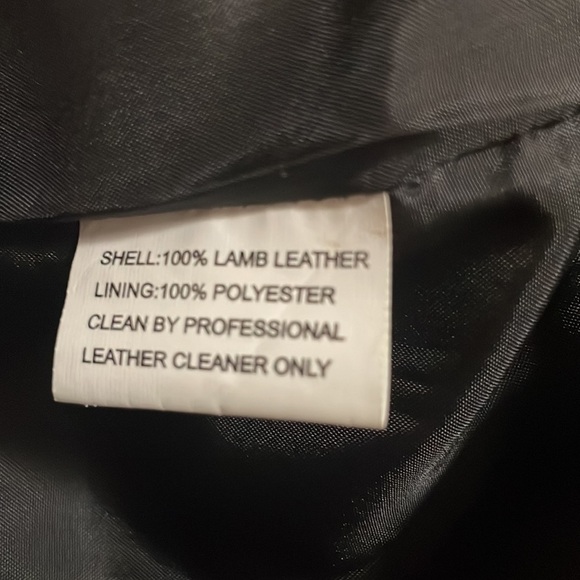 SHELL:100% LAMB LEATHER
LINING:100% POLYESTER
CLEAN BY PROFESSIONAL
LEATHER CLEANER ONLY